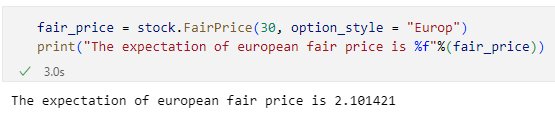 fair_price = stock.FairPrice(30, option_style = "Europ")
print("The expectation of european fair price is %f"%(fair_price))
3.0s
The expectation of european fair price is 2.101421